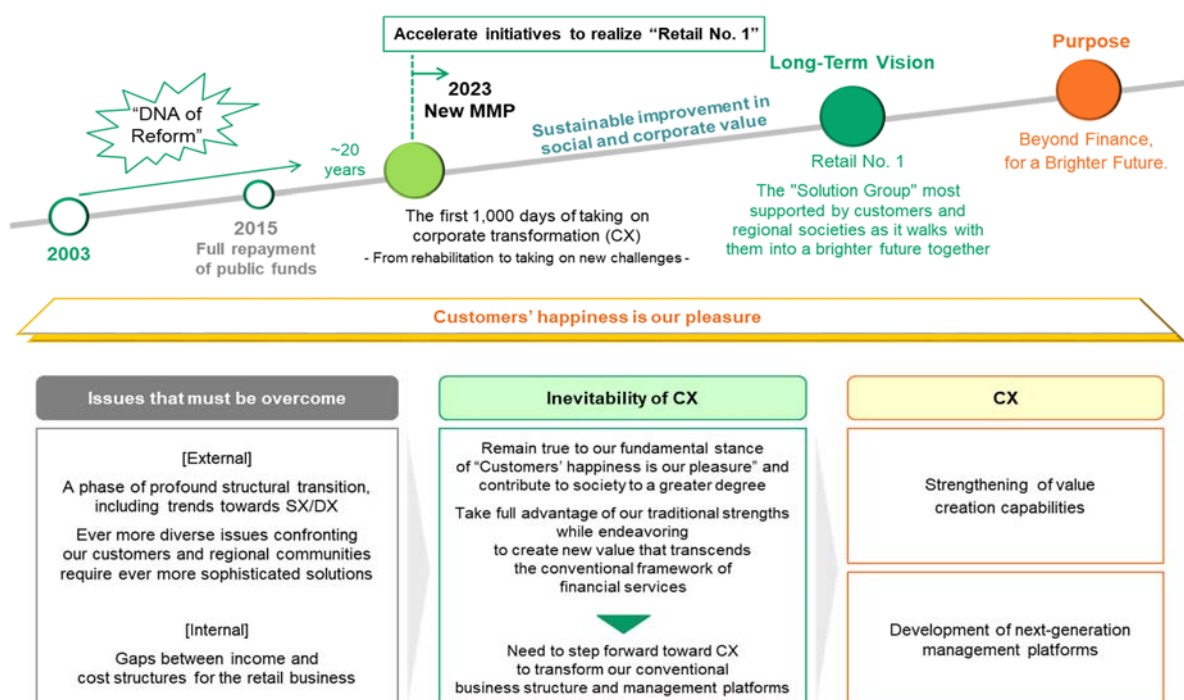 Accelerate initiatives to realize “Retail No. 1”
“DNA of
Reform”
~20
years
2023
New MMP
Sustainable improvement in
social and corporate value
Long-Term Vision
Purpose
2003
2015
Full repayment
of public funds
The first 1,000 days of taking on
corporate transformation (CX)
- From rehabilitation to taking on new challenges -
Retail No. 1
The "Solution Group" most
supported by customers and
regional societies as it walks with
them into a brighter future together
Beyond Finance,
for a Brighter Future.
Customers’ happiness is our pleasure
Issues that must be overcome
[External]
A phase of profound structural transition,
including trends towards SX/DX
Ever more diverse issues confronting
our customers and regional communities
require ever more sophisticated solutions
[Internal]
Gaps between income and
cost structures for the retail business
Inevitability of CX
Remain true to our fundamental stance
of “Customers’ happiness is our pleasure” and
contribute to society to a greater degree
Take full advantage of our traditional strengths
while endeavoring
to create new value that transcends
the conventional framework of
financial services
Need to step forward toward CX
to transform our conventional
business structure and management platforms
CX
Strengthening of value
creation capabilities
Development of next-generation
management platforms